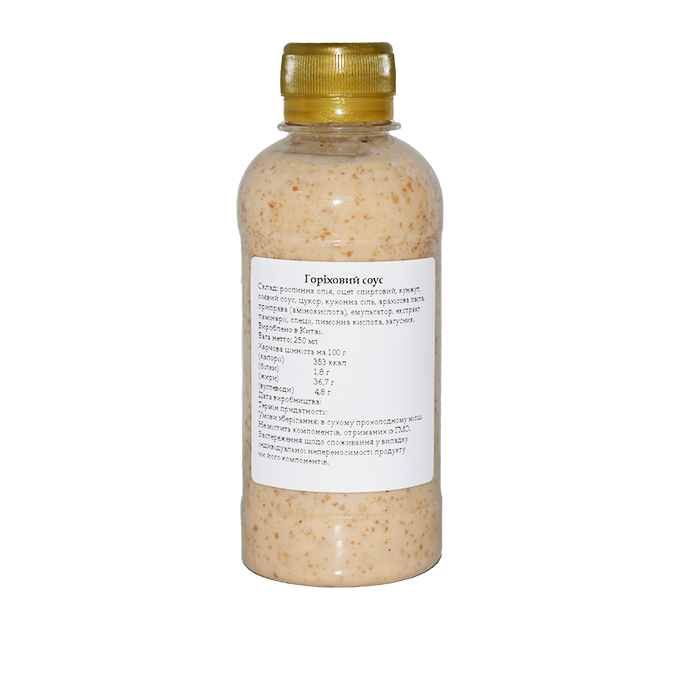 Горіховий соус
Склад: рослинна олія, оцет спиртовий, кунжут,
соєвий соус, цукор, кухонна сіль, арахісова паста,
приправа (амінокислота), емульгатор, екстракт
ламінарії, спеції, лимонна кислота, загусник.
Вироблено в Китаї.
Вага нетто: 250 мл
Харчова цінність на 100 г
(калорії) 353 ккал
(білки) 1,8 г
(жири) 36,7 г
(вуглеводи) 4,8 г
Дата виробництва:
Термін придатності:
Умови зберігання: в сухому прохолодному місці.
Не містить компонентів, отриманих із ГМО.
Застереження щодо споживання у випадку
індивідуальної непереносимості продукту
чи його компонентів.